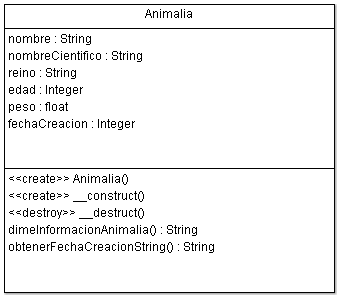 Animalia
nombre : String
nombreCientifico : String
reino : String
edad : Integer
peso : float
fechaCreacion : Integer
<<create>> Animalia()
<<create>> __construct()
<<destroy>> __destruct()
dimeInformacionAnimalia() : String
obtenerFechaCreacionString() : String